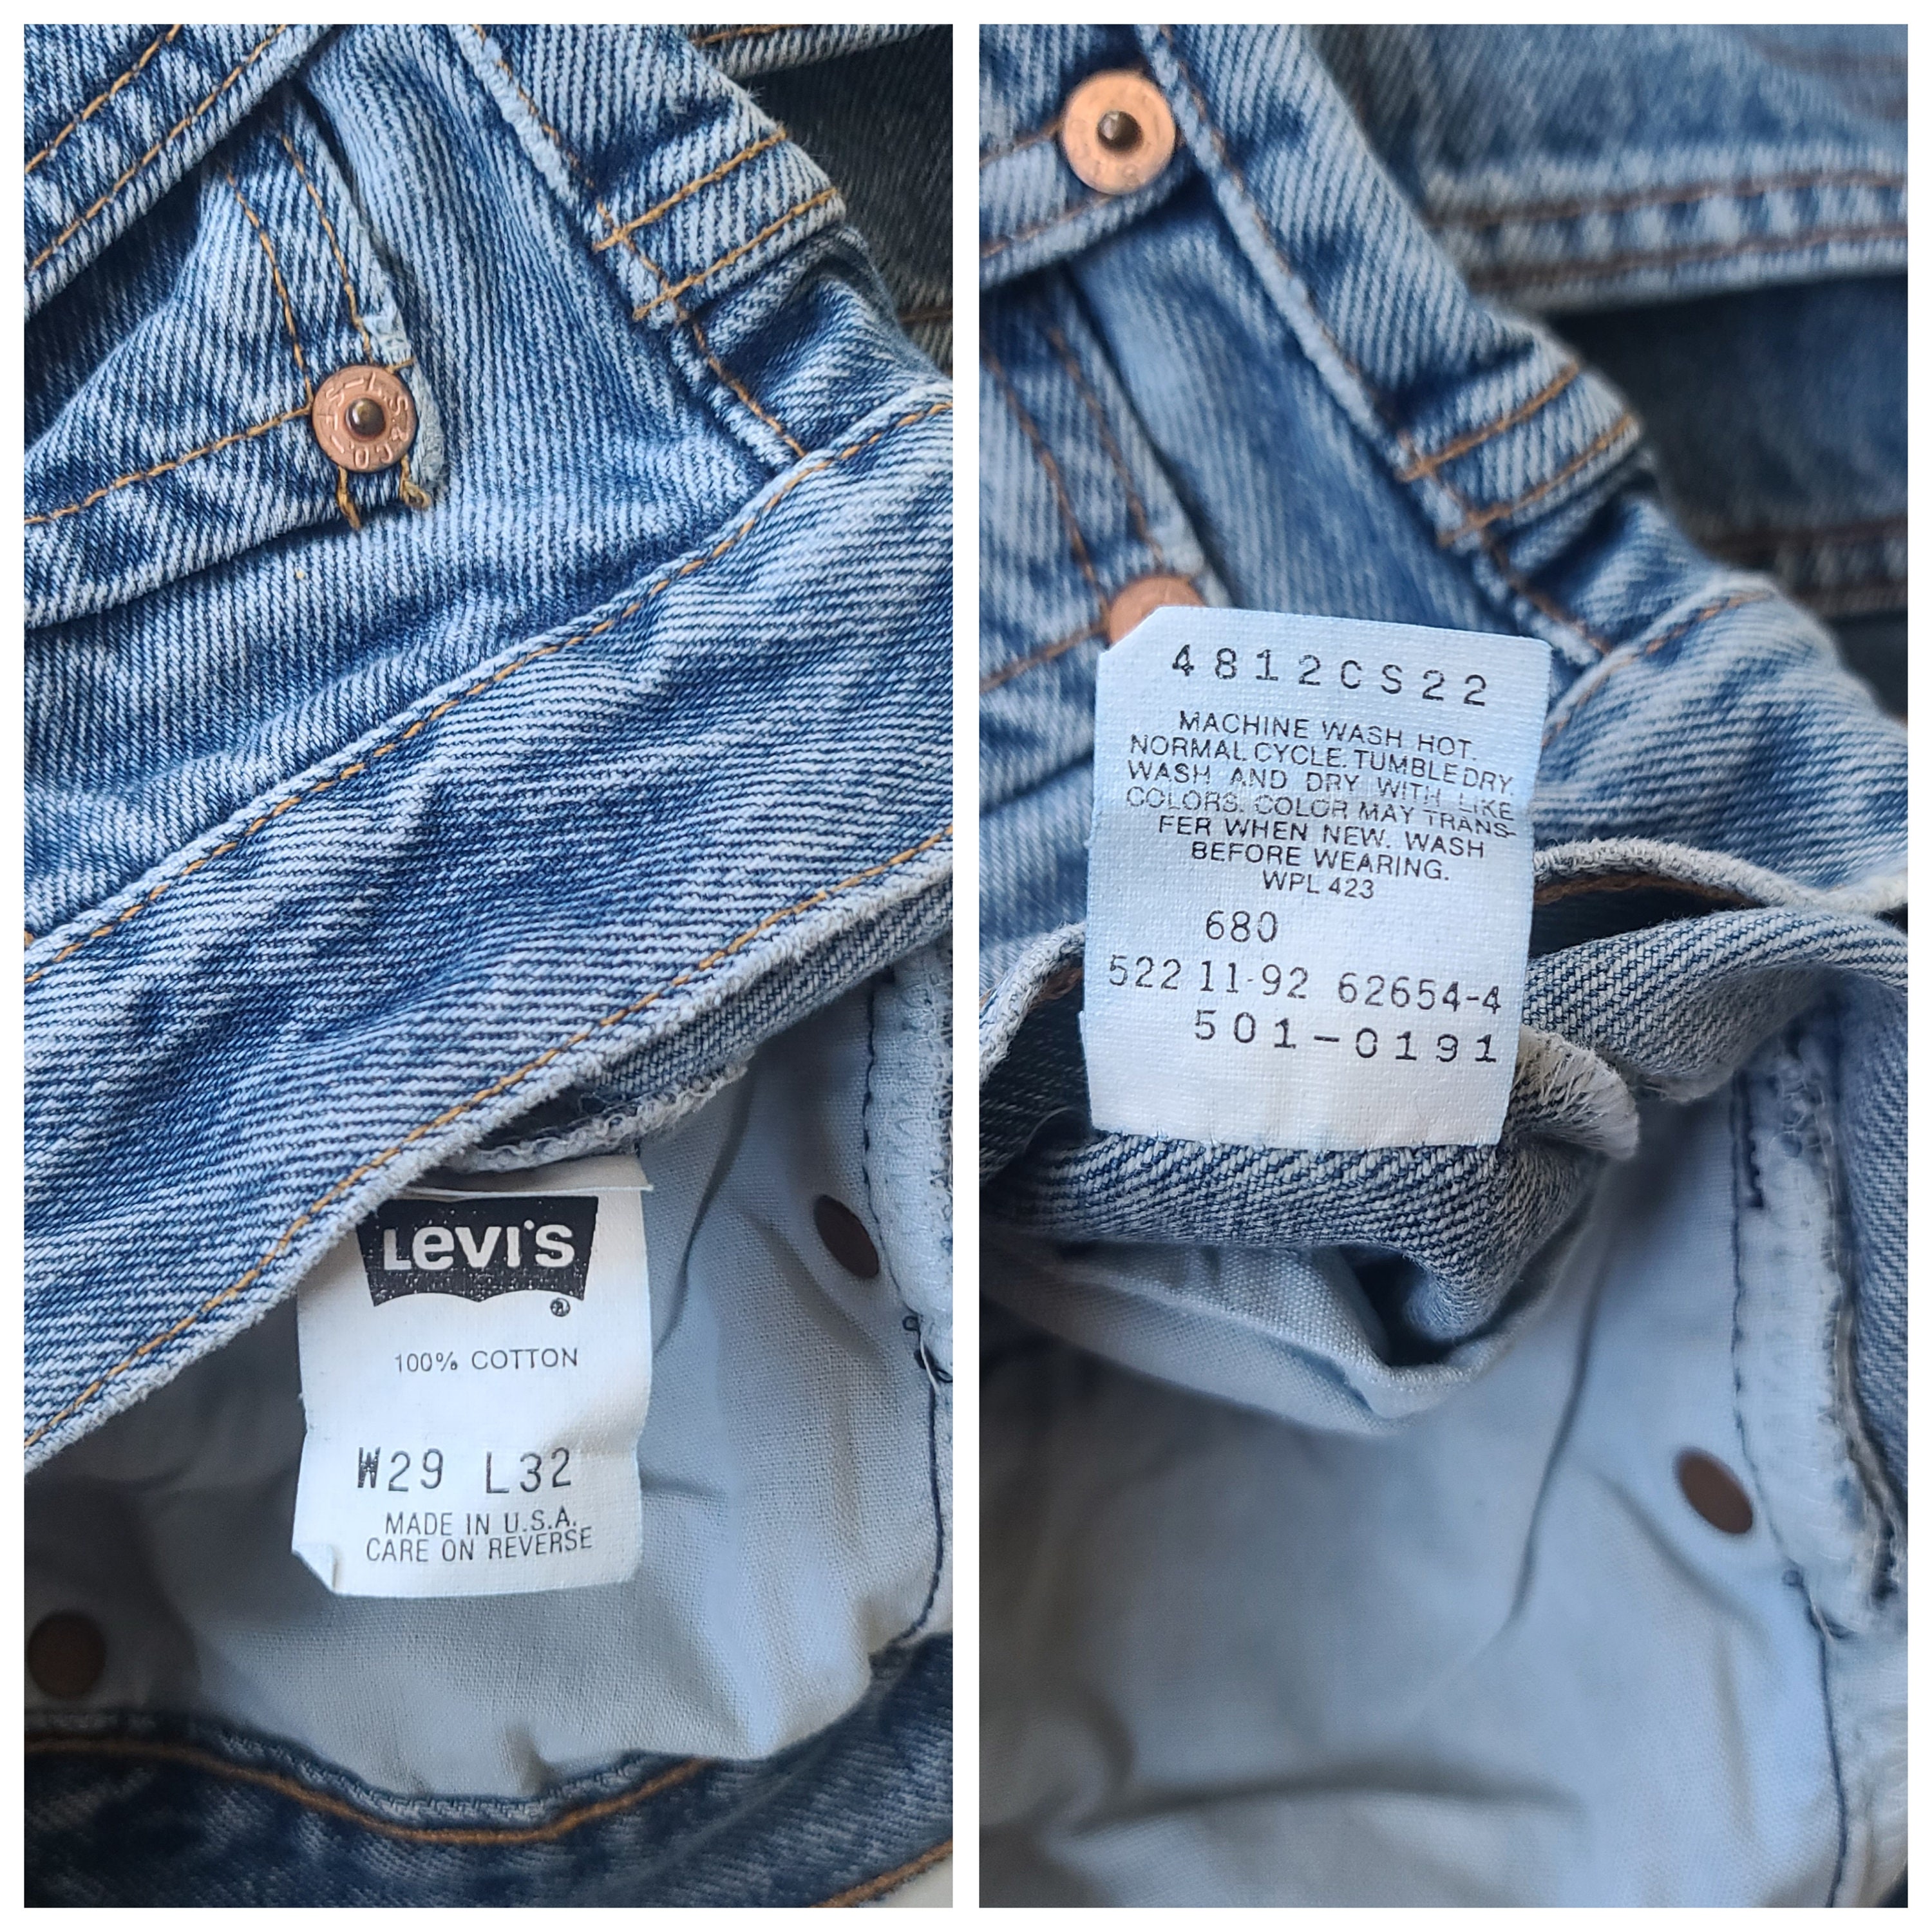 L.S.&CO. S.F.
LEVI'S
®
100% COTTON
W29 L32
MADE IN U.S.A.
CARE ON REVERSE
4812CS22
MACHINE WASH HOT.
NORMAL CYCLE. TUMBLE DRY.
WASH AND DRY WITH LIKE
COLORS. COLOR MAY TRANS-
FER WHEN NEW. WASH
BEFORE WEARING.
WPL 423
680
522 11-92 62654-4
501-0191